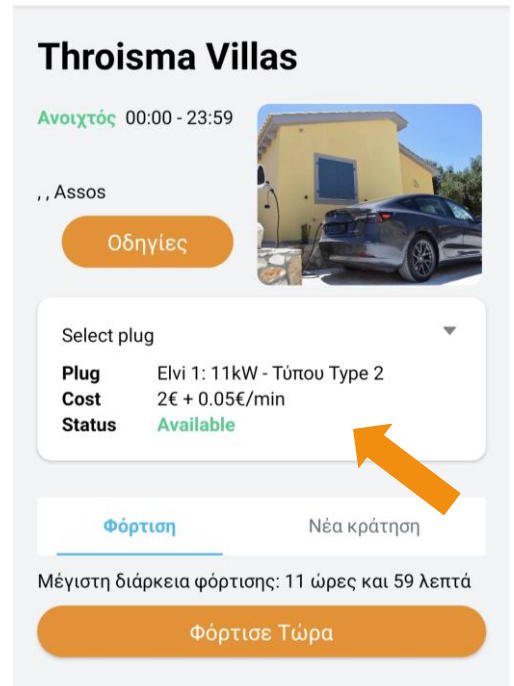 Throisma Villas
Ανοιχτός 00:00 - 23:59
, , Assos
Οδηγίες
Select plug
Plug Elvi 1: 11kW - Τύπου Type 2
Cost 2€ + 0.05€/min
Status Available
Φόρτιση Νέα κράτηση
Μέγιστη διάρκεια φόρτισης: 11 ώρες και 59 λεπτά
Φόρτισε Τώρα